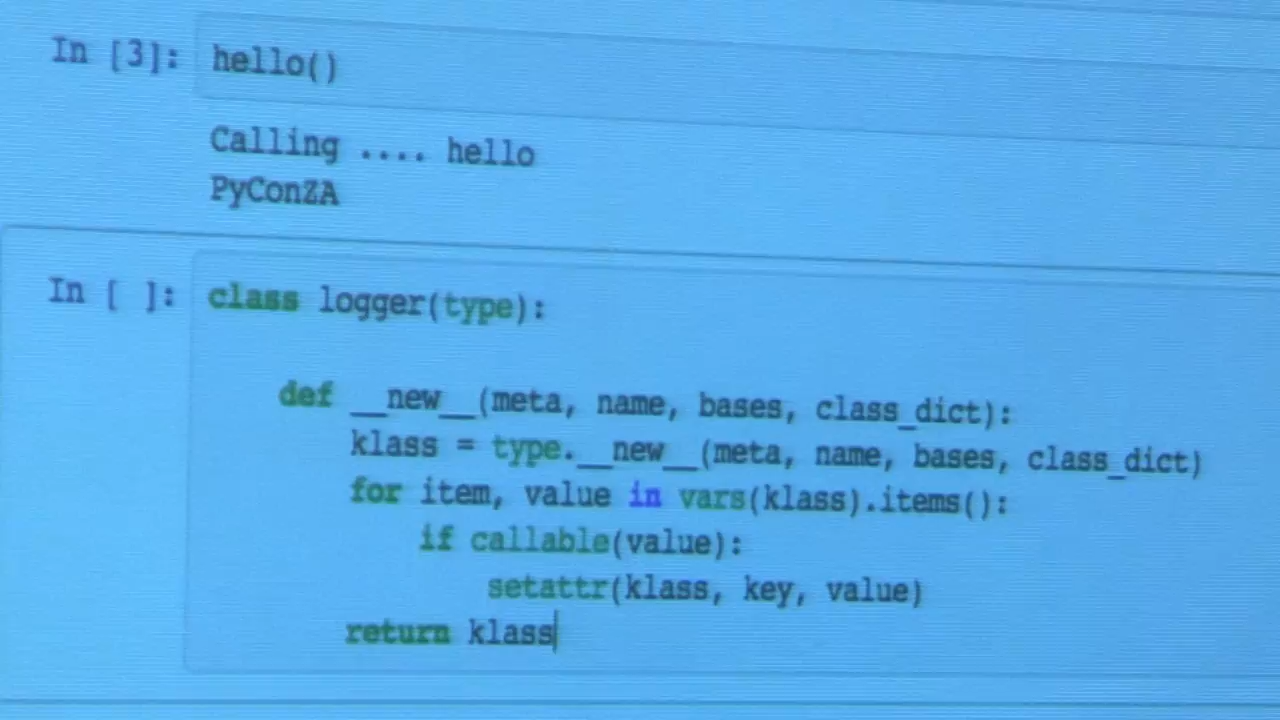 In [3]: hello()
Calling .... hello
PyConZA
In [ ]: class logger(type):
def __new__(meta, name, bases, class_dict):
klass = type.__new__(meta, name, bases, class_dict)
for item, value in vars(klass).items():
if callable(value):
setattr(klass, key, value)
return klass